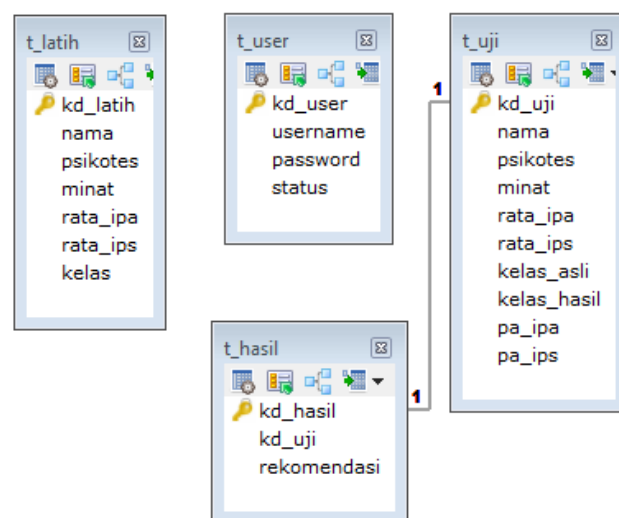 t_latih
kd_latih
nama
psikotes
minat
rata_ipa
rata_ips
kelas
t_user
kd_user
username
password
status
t_uji
kd_uji
nama
psikotes
minat
rata_ipa
rata_ips
kelas_asli
kelas_hasil
pa_ipa
pa_ips
1
t_hasil
kd_hasil
kd_uji
rekomendasi
1